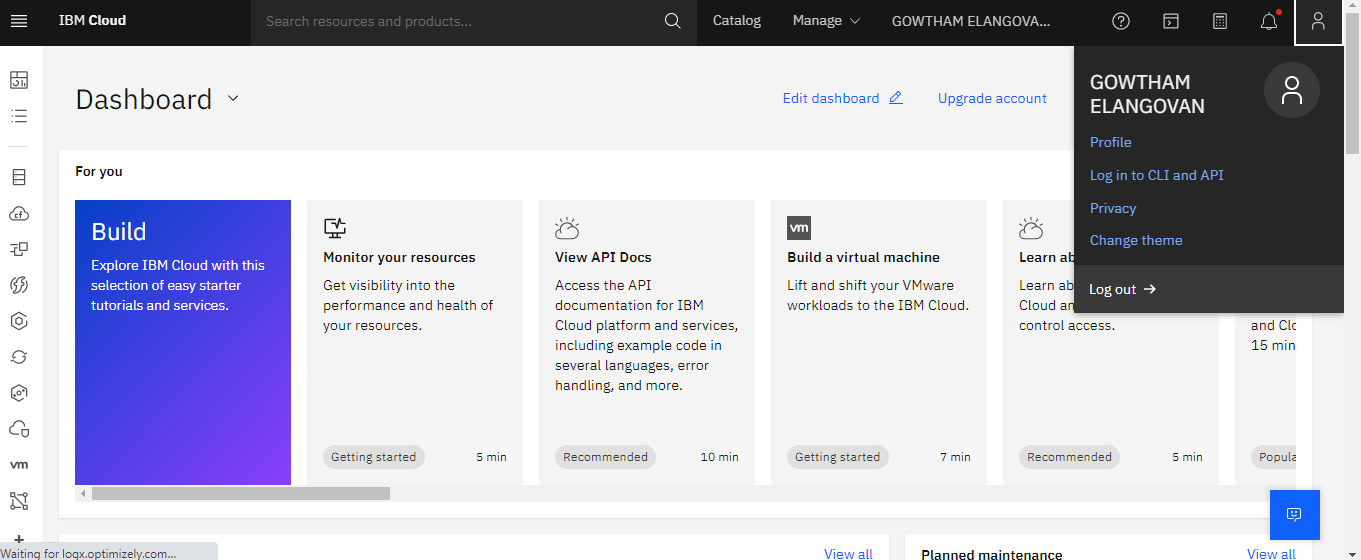 IBM Cloud
Search resources and products...
Catalog
Manage
GOWTHAM ELANGOVA...
Dashboard
Edit dashboard
Upgrade account
GOWTHAM
ELANGOVAN
Profile
Log in to CLI and API
Privacy
Change theme
Log out
For you
Build
Explore IBM Cloud with this
selection of easy starter
tutorials and services.
Monitor your resources
Get visibility into the
performance and health of
your resources.
Getting started
5 min
View API Docs
Access the API
documentation for IBM
Cloud platform and services,
including example code in
several languages, error
handling, and more.
Recommended
10 min
vm
Build a virtual machine
Lift and shift your VMware
workloads to the IBM Cloud.
Getting started
7 min
Learn ab
Learn ab
Cloud an
control access.
Recommended
5 min
and Clo
15 min
Popula
cf
vm
View all
Planned maintenance
View all
Waiting for logx.optimizely.com...